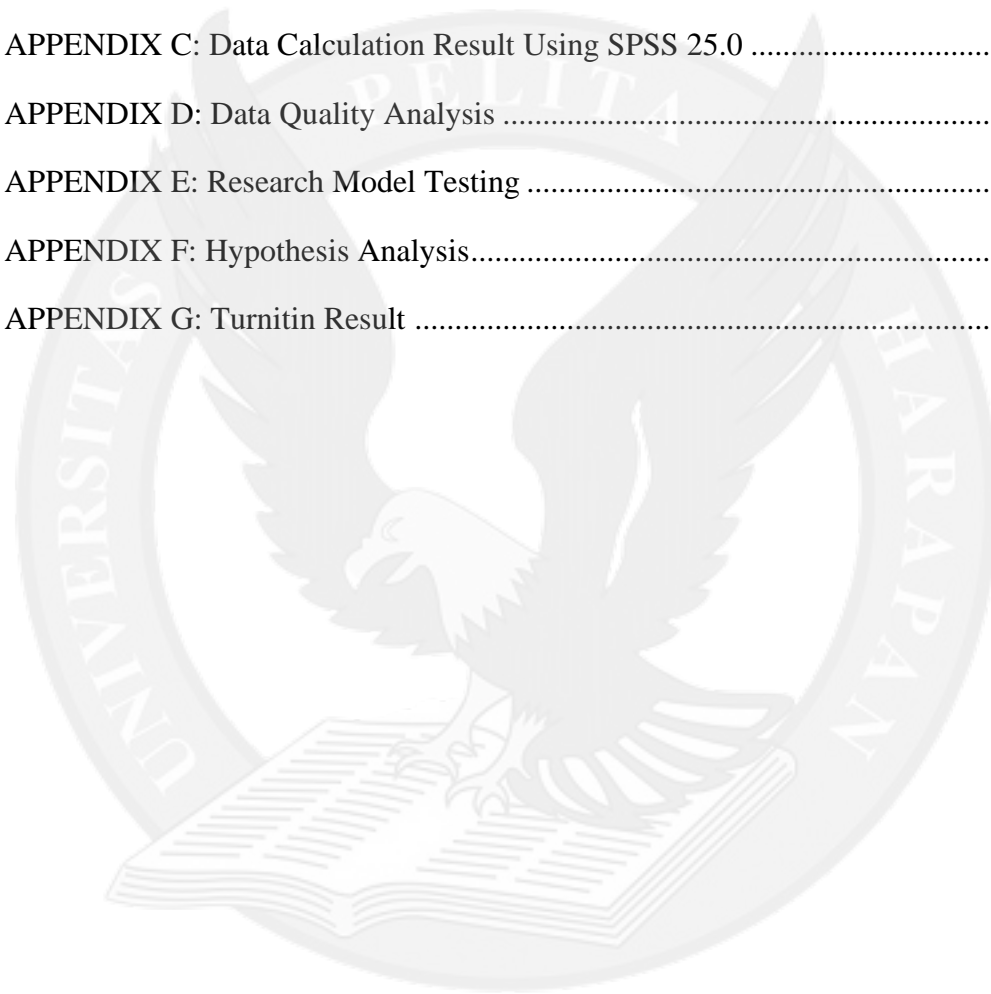 APPENDIX C: Data Calculation Result Using SPSS 25.0 .............................
APPENDIX D: Data Quality Analysis ...........................................................
APPENDIX E: Research Model Testing ........................................................
APPENDIX F: Hypothesis Analysis...............................................................
APPENDIX G: Turnitin Result ......................................................................
UNIVERSITAS PELITA HARAPAN